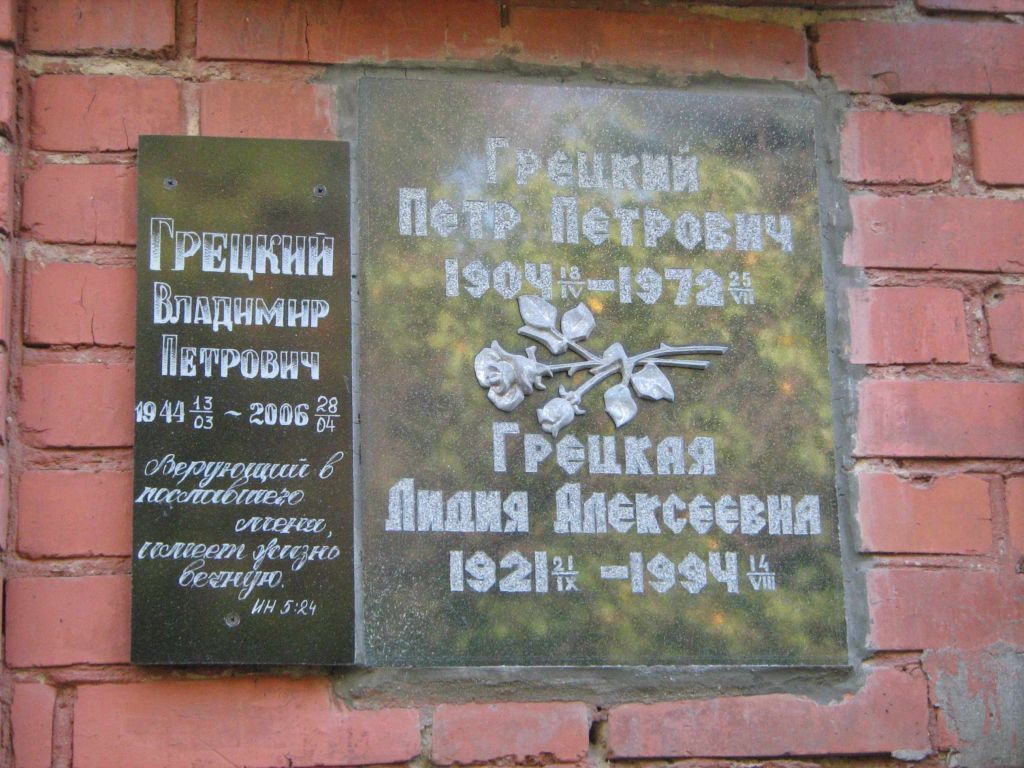 Грецкий
Владимир
Петрович
1944 13/03 ~ 2006 28/04
Верующий в
пославшего
меня,
имеет жизнь
вечную.
ИН 5:24
Грецкий
Петр Петрович
1904 18/IV – 1972 25/VII
Грецкая
Лидия Алексеевна
1921 21/IX – 1994 14/VIII